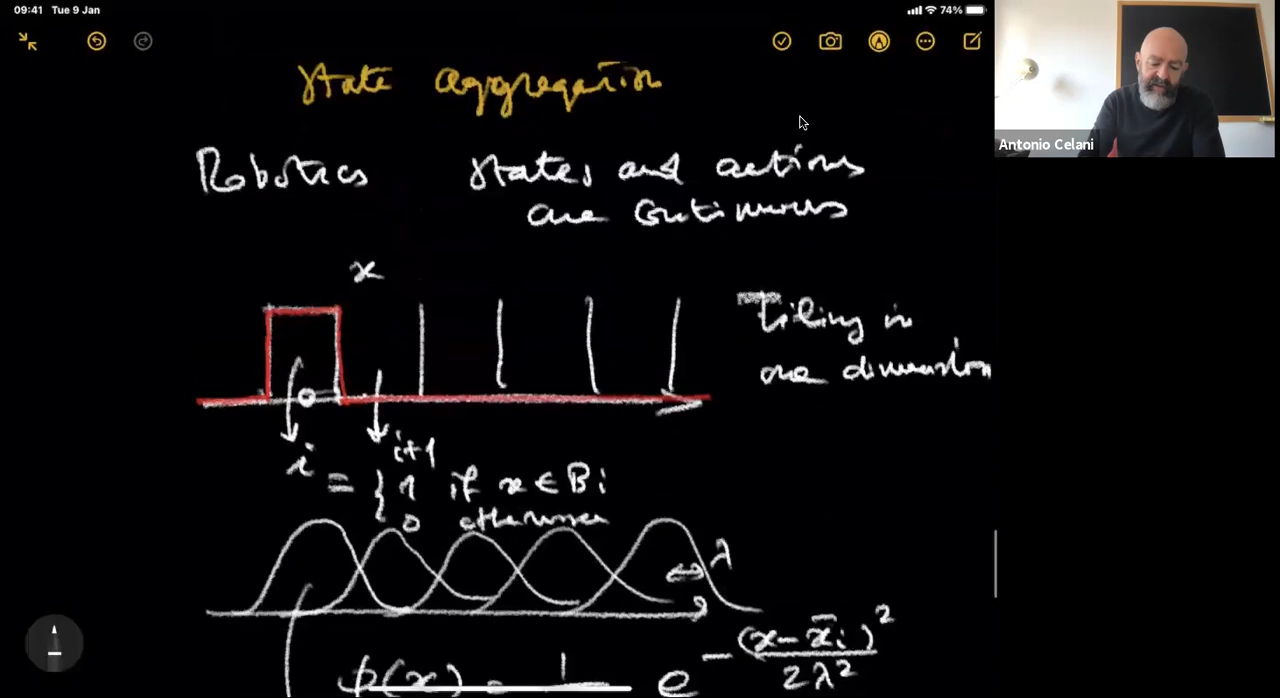 09:41 Tue 9 Jan
74%
State aggregation
Robotics states and actions
are continuous
x
Tiling in
one dimension
i
i+1
= { 1 if x ∈ Bi
0 otherwise
λ
ϕ(x) = 1 e^-(x-x̄i)²
2λ²
Antonio Celani